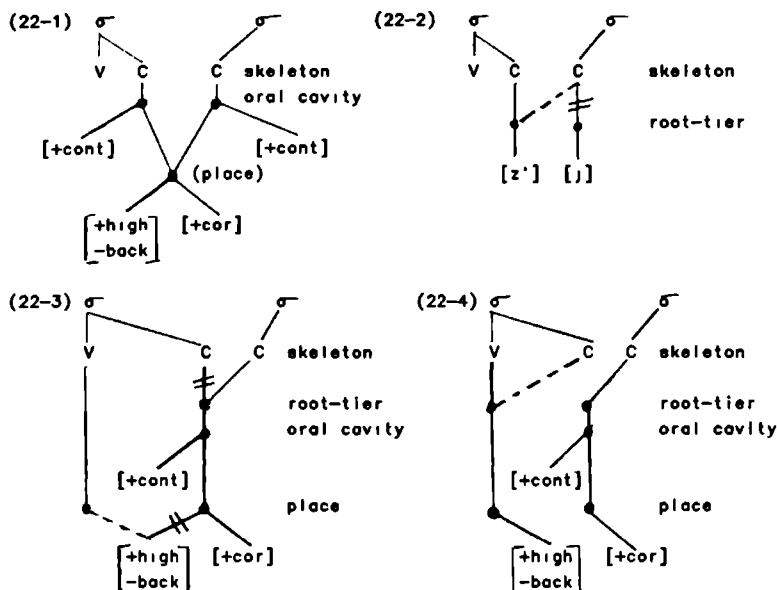 (22-1) σ σ
V C C skeleton
oral cavity
[+cont] [+cont]
(place)
[+high -back] [+cor]
(22-2) σ σ
V C C skeleton
root-tier
[z'] [j]
(22-3) σ σ
V C C skeleton
root-tier
oral cavity
[+cont]
place
[+high -back] [+cor]
(22-4) σ σ
V C C skeleton
root-tier
oral cavity
[+cont]
place
[+high -back] [+cor]